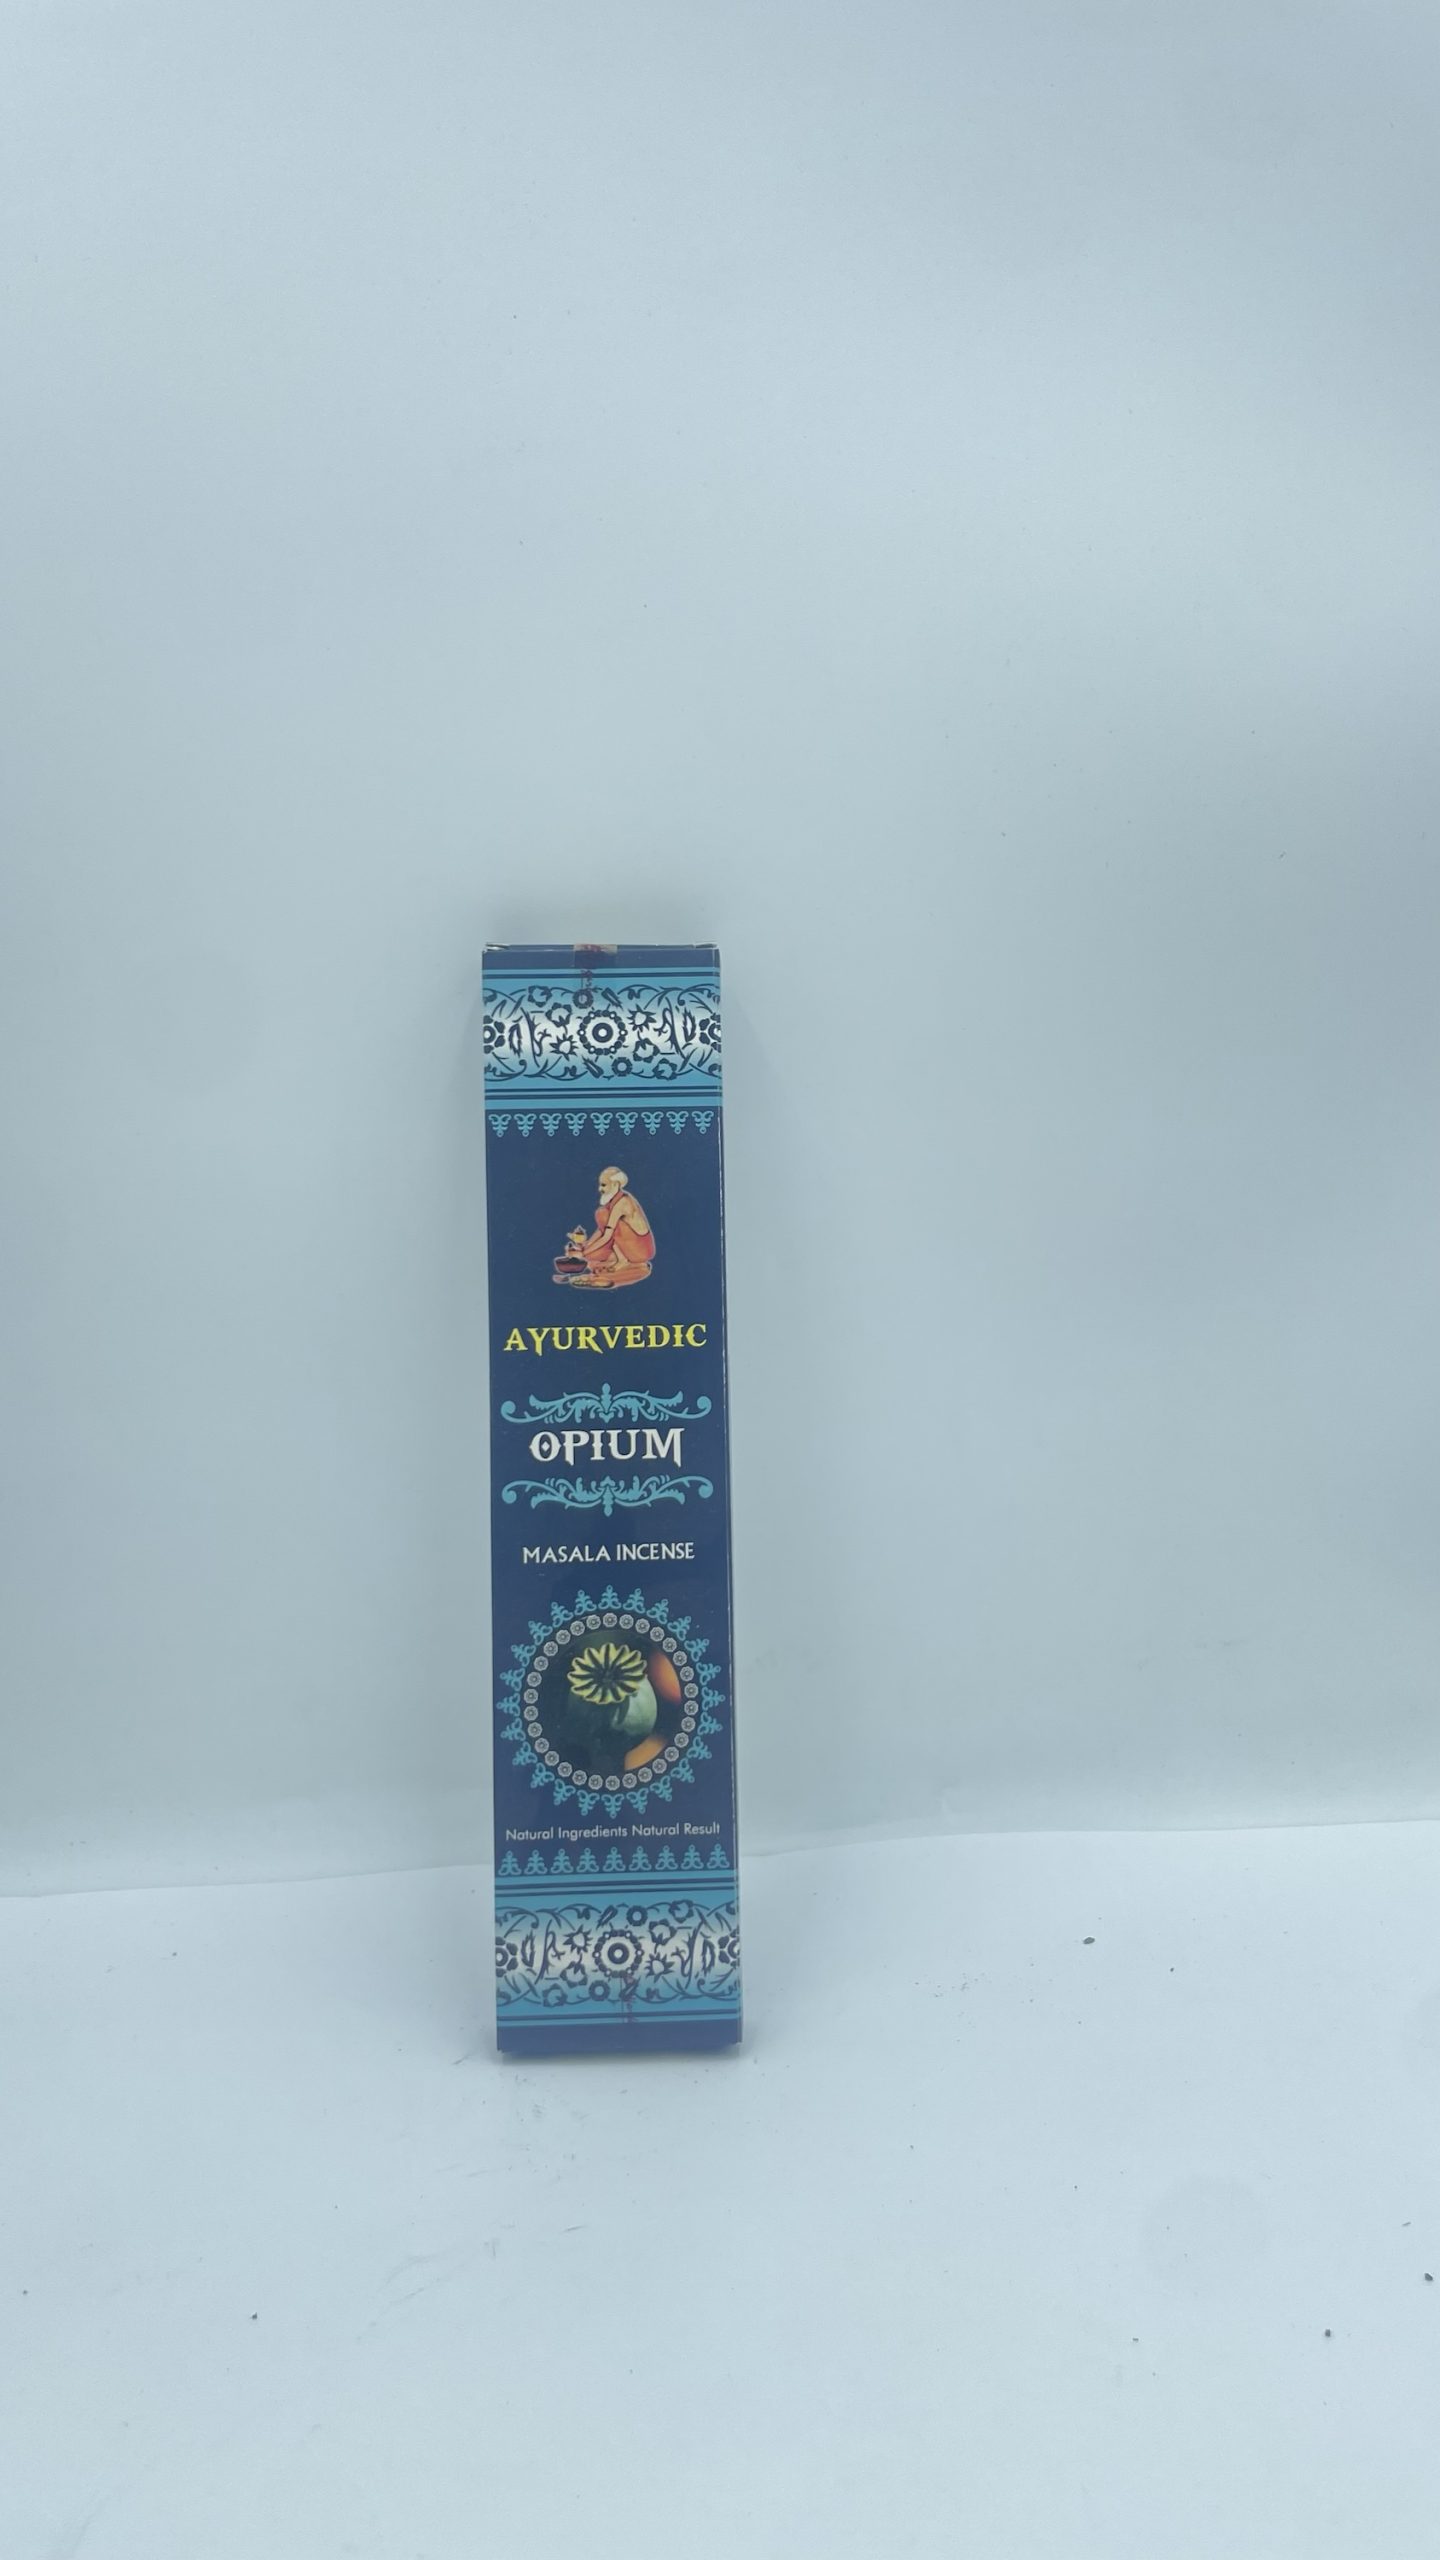 AYURVEDIC
OPIUM
MASALA INCENSE
Natural Ingredients Natural Result